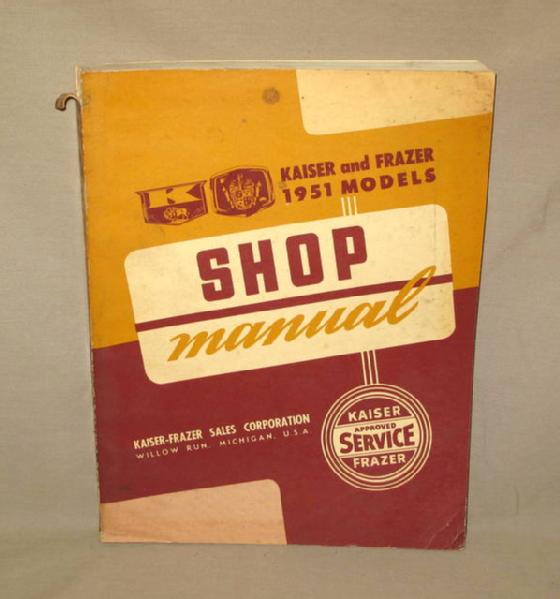 K
KAISER and FRAZER
1951 MODELS
SHOP
manual
KAISER-FRAZER SALES CORPORATION
WILLOW RUN, MICHIGAN, U.S.A.
KAISER
APPROVED
SERVICE
FRAZER